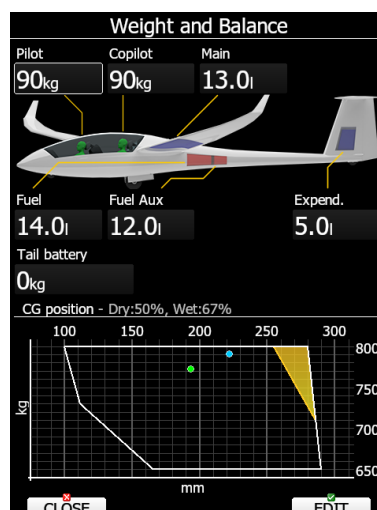 Weight and Balance
Pilot Copilot Main
90kg 90kg 13.0l
Fuel Fuel Aux Expend.
14.0l 12.0l 5.0l
Tail battery
0kg
CG position - Dry:50%, Wet:67%
100 150 200 250 300
800
750
700
650
kg
mm
CLOSE EDIT